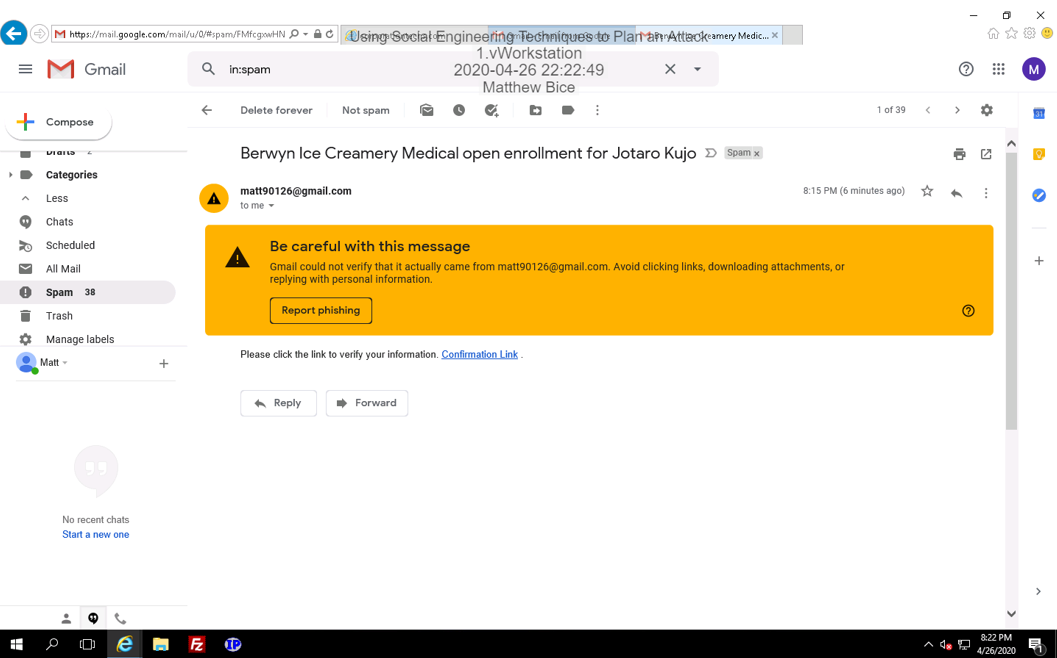 https://mail.google.com/mail/u/0/#spam/FMfcgxwHN
Using Social Engineering Techniques to Plan an Attack
eamery Medic...
1.vWorkstation
2020-04-26 22:22:49
Matthew Bice
Gmail
in:spam
M
Compose
Delete forever
Not spam
1 of 39
Drafts 2
Categories
Less
Chats
Scheduled
All Mail
Spam 38
Trash
Manage labels
Matt
No recent chats
Start a new one
Berwyn Ice Creamery Medical open enrollment for Jotaro Kujo
Spam x
matt90126@gmail.com
to me
8:15 PM (6 minutes ago)
Be careful with this message
Gmail could not verify that it actually came from matt90126@gmail.com. Avoid clicking links, downloading attachments, or
replying with personal information.
Report phishing
Please click the link to verify your information. Confirmation Link .
Reply
Forward
31
8:22 PM
4/26/2020
1